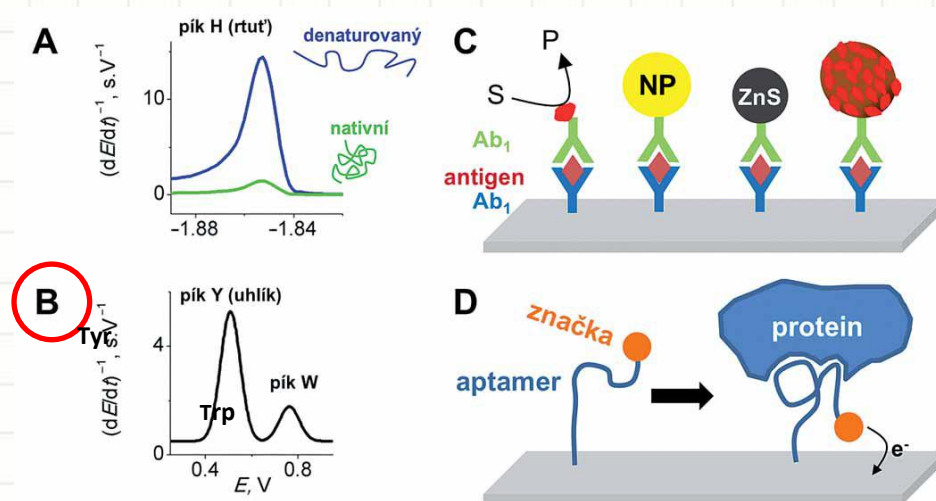 A
pík H (rtuť)
denaturovaný
nativní
(dE/dt)⁻¹, s.V⁻¹
10
0
−1.88
−1.84
B
pík Y (uhlík)
Tyr
(dE/dt)⁻¹, s.V⁻¹
4
pík W
Trp
0
0.4
0.8
E, V
C
P
S
NP
ZnS
Ab₁
antigen
Ab₁
D
značka
aptamer
protein
e⁻